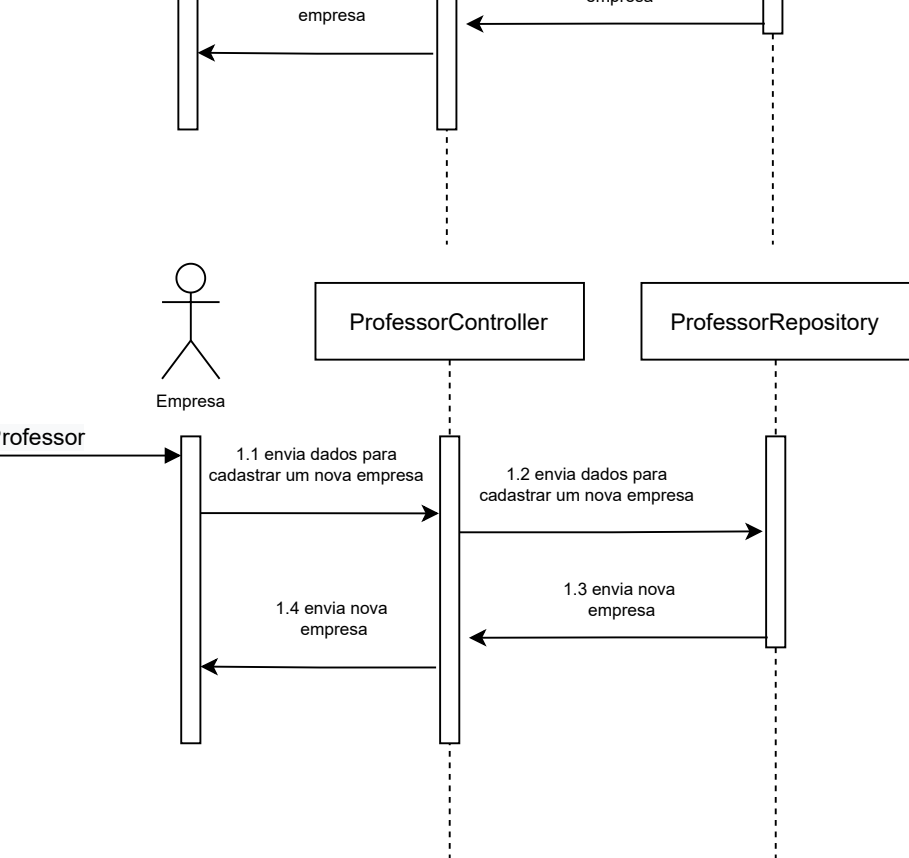 empresa
empresa
ProfessorController
ProfessorRepository
Empresa
rofessor
1.1 envia dados para
cadastrar um nova empresa
1.2 envia dados para
cadastrar um nova empresa
1.3 envia nova
empresa
1.4 envia nova
empresa